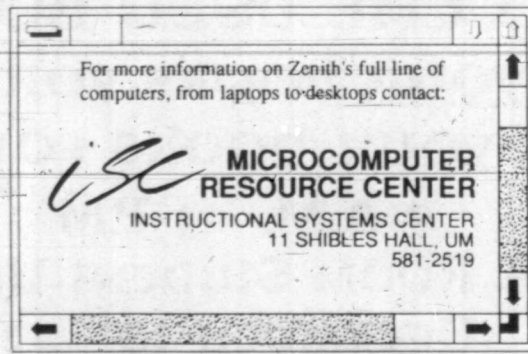 For more information on Zenith's full line of
computers, from laptops to desktops contact:
isc
MICROCOMPUTER
RESOURCE CENTER
INSTRUCTIONAL SYSTEMS CENTER
11 SHIBLES HALL, UM
581-2519